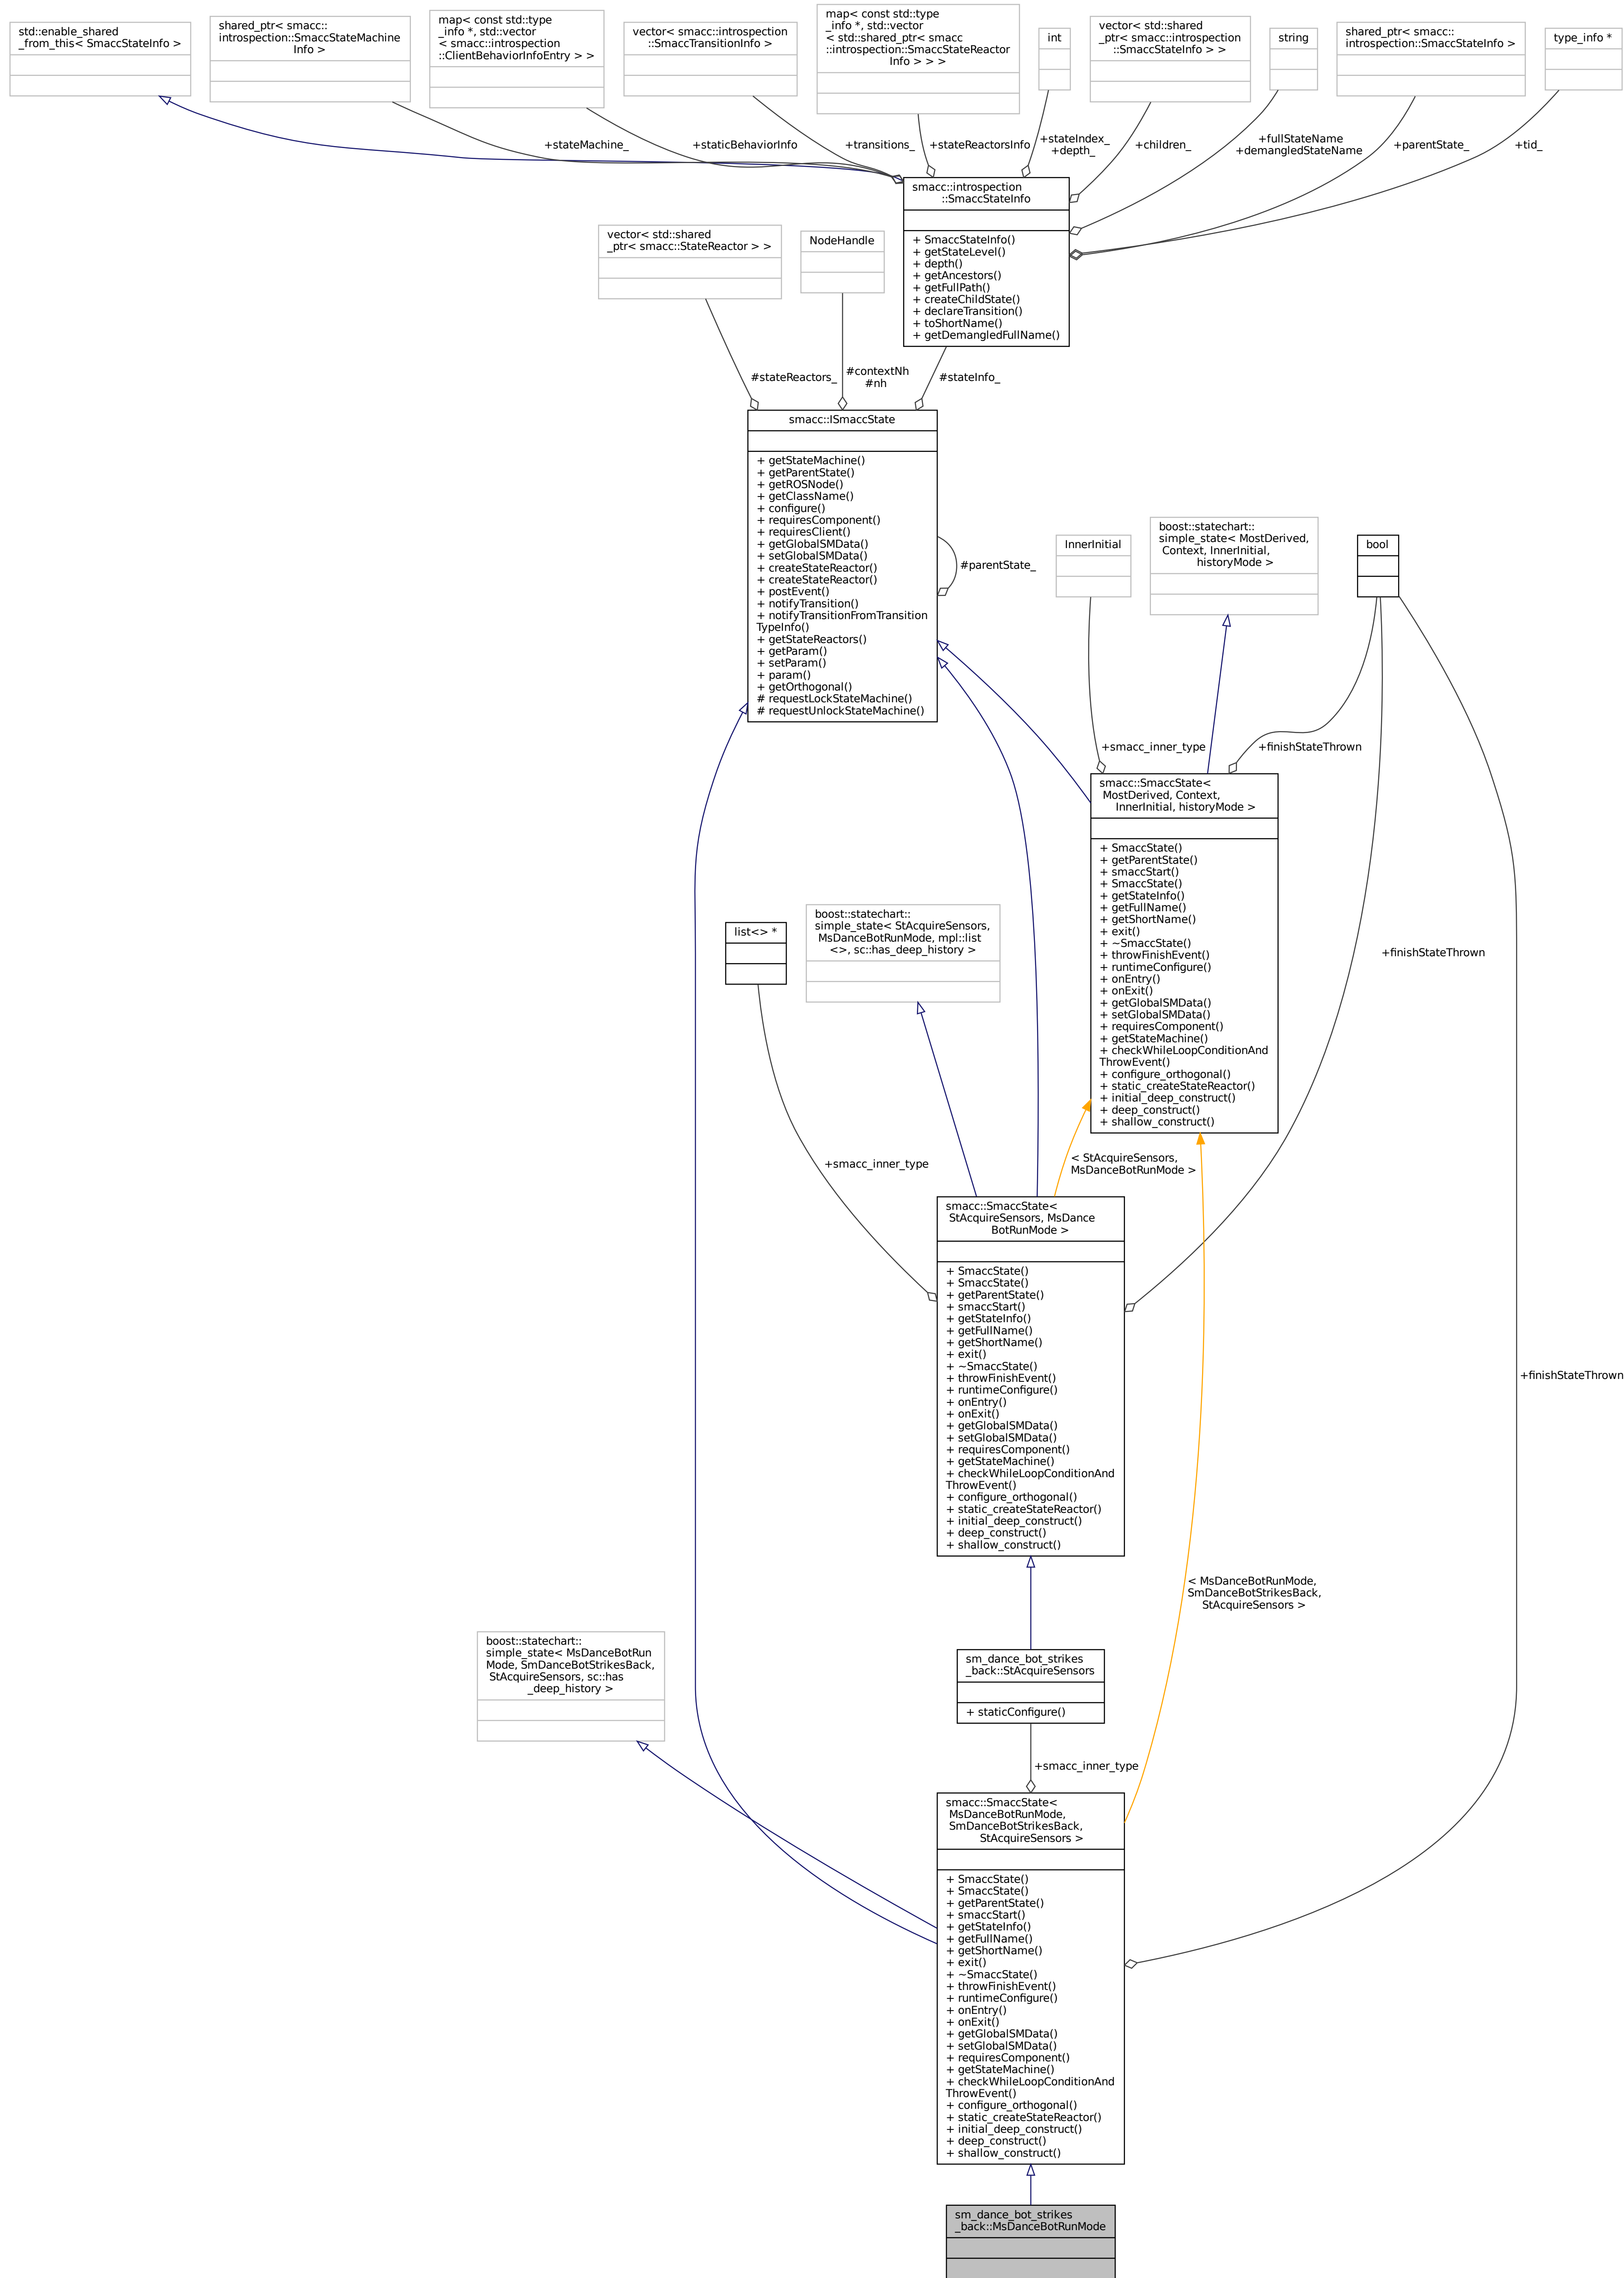 std::enable_shared
_from_this< SmaccStateInfo >
shared_ptr< smacc::
introspection::SmaccStateMachine
Info >
map< const std::type
_info *, std::vector
< smacc::introspection
::ClientBehaviorInfoEntry > >
vector< smacc::introspection
::SmaccTransitionInfo >
map< const std::type
_info *, std::vector
< std::shared_ptr< smacc
::introspection::SmaccStateReactor
Info > > >
int
vector< std::shared
_ptr< smacc::introspection
::SmaccStateInfo > >
string
shared_ptr< smacc::
introspection::SmaccStateInfo >
type_info *
+stateMachine_
+staticBehaviorInfo
+transitions_
+stateReactorsInfo
+stateIndex_
+depth_
+children_
+fullStateName
+demangledStateName
+parentState_
+tid_
smacc::introspection
::SmaccStateInfo
+ SmaccStateInfo()
+ getStateLevel()
+ depth()
+ getAncestors()
+ getFullPath()
+ createChildState()
+ declareTransition()
+ toShortName()
+ getDemangledFullName()
vector< std::shared
_ptr< smacc::StateReactor > >
NodeHandle
#stateReactors_
#contextNh
#nh
#stateInfo_
smacc::ISmaccState
+ getStateMachine()
+ getParentState()
+ getROSNode()
+ getClassName()
+ configure()
+ requiresComponent()
+ requiresClient()
+ getGlobalSMData()
+ setGlobalSMData()
+ createStateReactor()
+ createStateReactor()
+ postEvent()
+ notifyTransition()
+ notifyTransitionFromTransition
TypeInfo()
+ getStateReactors()
+ getParam()
+ setParam()
+ param()
+ getOrthogonal()
# requestLockStateMachine()
# requestUnlockStateMachine()
#parentState_
InnerInitial
boost::statechart::
simple_state< MostDerived,
Context, InnerInitial,
historyMode >
bool
+smacc_inner_type
+finishStateThrown
smacc::SmaccState<
MostDerived, Context,
InnerInitial, historyMode >
+ SmaccState()
+ getParentState()
+ smaccStart()
+ SmaccState()
+ getStateInfo()
+ getFullName()
+ getShortName()
+ exit()
+ ~SmaccState()
+ throwFinishEvent()
+ runtimeConfigure()
+ onEntry()
+ onExit()
+ getGlobalSMData()
+ setGlobalSMData()
+ requiresComponent()
+ getStateMachine()
+ checkWhileLoopConditionAnd
ThrowEvent()
+ configure_orthogonal()
+ static_createStateReactor()
+ initial_deep_construct()
+ deep_construct()
+ shallow_construct()
list<> *
boost::statechart::
simple_state< StAcquireSensors,
MsDanceBotRunMode, mpl::list
<>, sc::has_deep_history >
+finishStateThrown
+smacc_inner_type
< StAcquireSensors,
MsDanceBotRunMode >
smacc::SmaccState<
StAcquireSensors, MsDance
BotRunMode >
+ SmaccState()
+ SmaccState()
+ getParentState()
+ smaccStart()
+ getStateInfo()
+ getFullName()
+ getShortName()
+ exit()
+ ~SmaccState()
+ throwFinishEvent()
+ runtimeConfigure()
+ onEntry()
+ onExit()
+ getGlobalSMData()
+ setGlobalSMData()
+ requiresComponent()
+ getStateMachine()
+ checkWhileLoopConditionAnd
ThrowEvent()
+ configure_orthogonal()
+ static_createStateReactor()
+ initial_deep_construct()
+ deep_construct()
+ shallow_construct()
+finishStateThrown
< MsDanceBotRunMode,
SmDanceBotStrikesBack,
StAcquireSensors >
boost::statechart::
simple_state< MsDanceBotRun
Mode, SmDanceBotStrikesBack,
StAcquireSensors, sc::has
_deep_history >
sm_dance_bot_strikes
_back::StAcquireSensors
+ staticConfigure()
+smacc_inner_type
smacc::SmaccState<
MsDanceBotRunMode,
SmDanceBotStrikesBack,
StAcquireSensors >
+ SmaccState()
+ SmaccState()
+ getParentState()
+ smaccStart()
+ getStateInfo()
+ getFullName()
+ getShortName()
+ exit()
+ ~SmaccState()
+ throwFinishEvent()
+ runtimeConfigure()
+ onEntry()
+ onExit()
+ getGlobalSMData()
+ setGlobalSMData()
+ requiresComponent()
+ getStateMachine()
+ checkWhileLoopConditionAnd
ThrowEvent()
+ configure_orthogonal()
+ static_createStateReactor()
+ initial_deep_construct()
+ deep_construct()
+ shallow_construct()
sm_dance_bot_strikes
_back::MsDanceBotRunMode